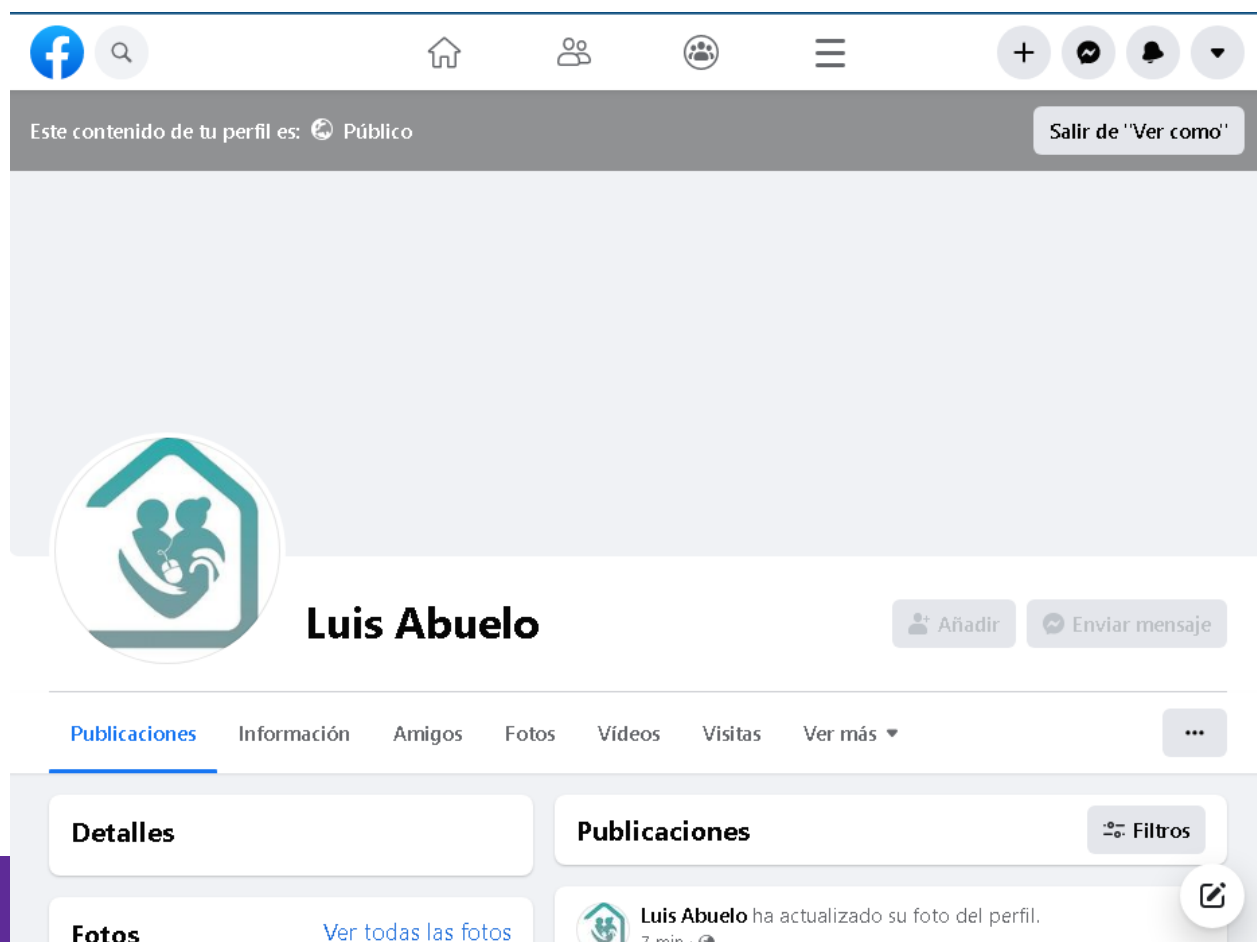 Este contenido de tu perfil es: Público
Salir de "Ver como"
Luis Abuelo
Añadir
Enviar mensaje
Publicaciones
Información
Amigos
Fotos
Vídeos
Visitas
Ver más
Detalles
Publicaciones
Filtros
Fotos
Ver todas las fotos
Luis Abuelo ha actualizado su foto del perfil.
7 min ·